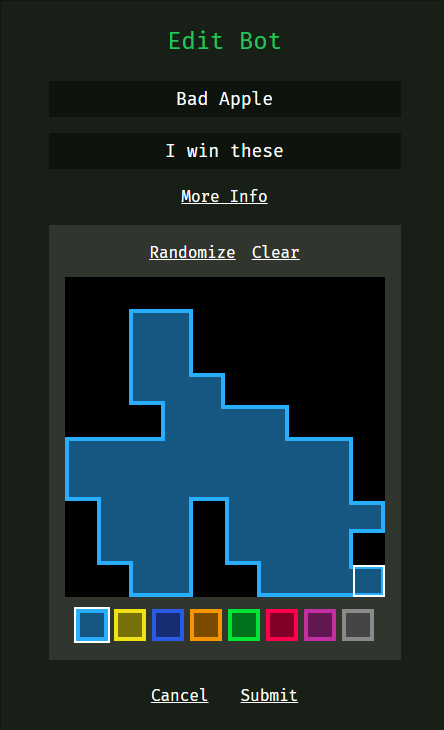 Edit Bot
Bad Apple
I win these
More Info
Randomize Clear
Cancel Submit